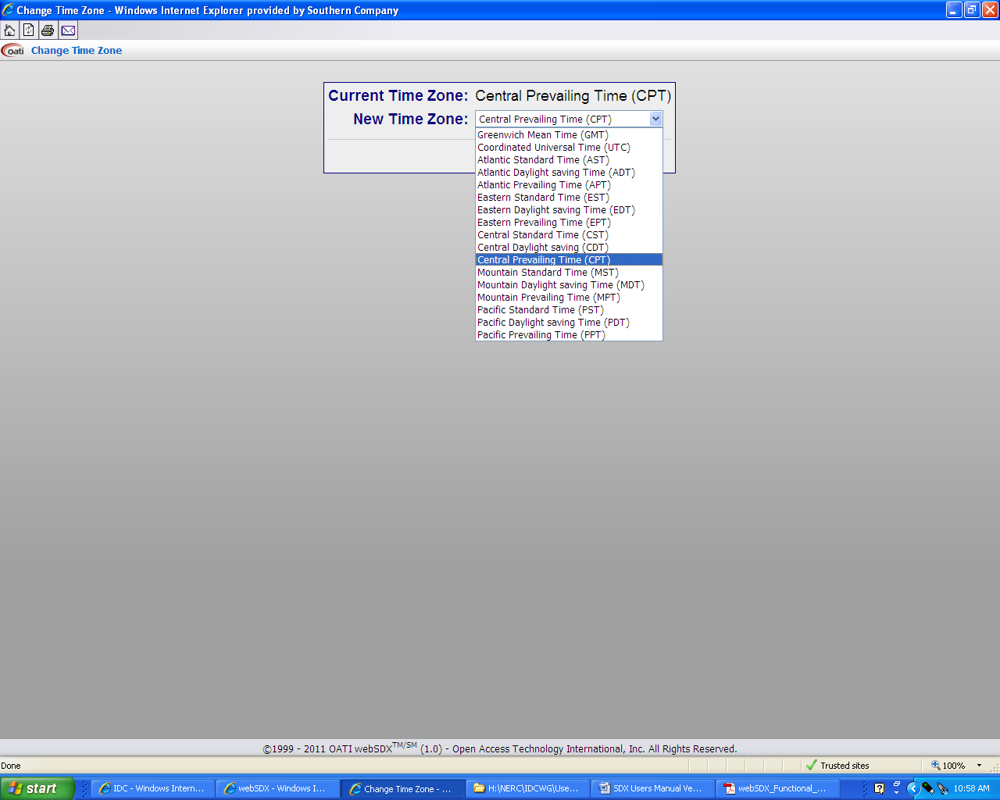 Change Time Zone - Windows Internet Explorer provided by Southern Company
oati Change Time Zone
Current Time Zone: Central Prevailing Time (CPT)
New Time Zone: Central Prevailing Time (CPT)
Greenwich Mean Time (GMT)
Coordinated Universal Time (UTC)
Atlantic Standard Time (AST)
Atlantic Daylight saving Time (ADT)
Atlantic Prevailing Time (APT)
Eastern Standard Time (EST)
Eastern Daylight saving Time (EDT)
Eastern Prevailing Time (EPT)
Central Standard Time (CST)
Central Daylight saving (CDT)
Central Prevailing Time (CPT)
Mountain Standard Time (MST)
Mountain Daylight saving Time (MDT)
Mountain Prevailing Time (MPT)
Pacific Standard Time (PST)
Pacific Daylight saving Time (PDT)
Pacific Prevailing Time (PPT)
©1999 - 2011 OATI webSDX™/SM (1.0) - Open Access Technology International, Inc. All Rights Reserved.
Done Trusted sites 100%
start IDC - Windows Intern... webSDX - Windows I... Change Time Zone - ... H:\NERC\IDCWG\Use... SDX Users Manual Ve... webSDX_Functional_... 10:58 AM